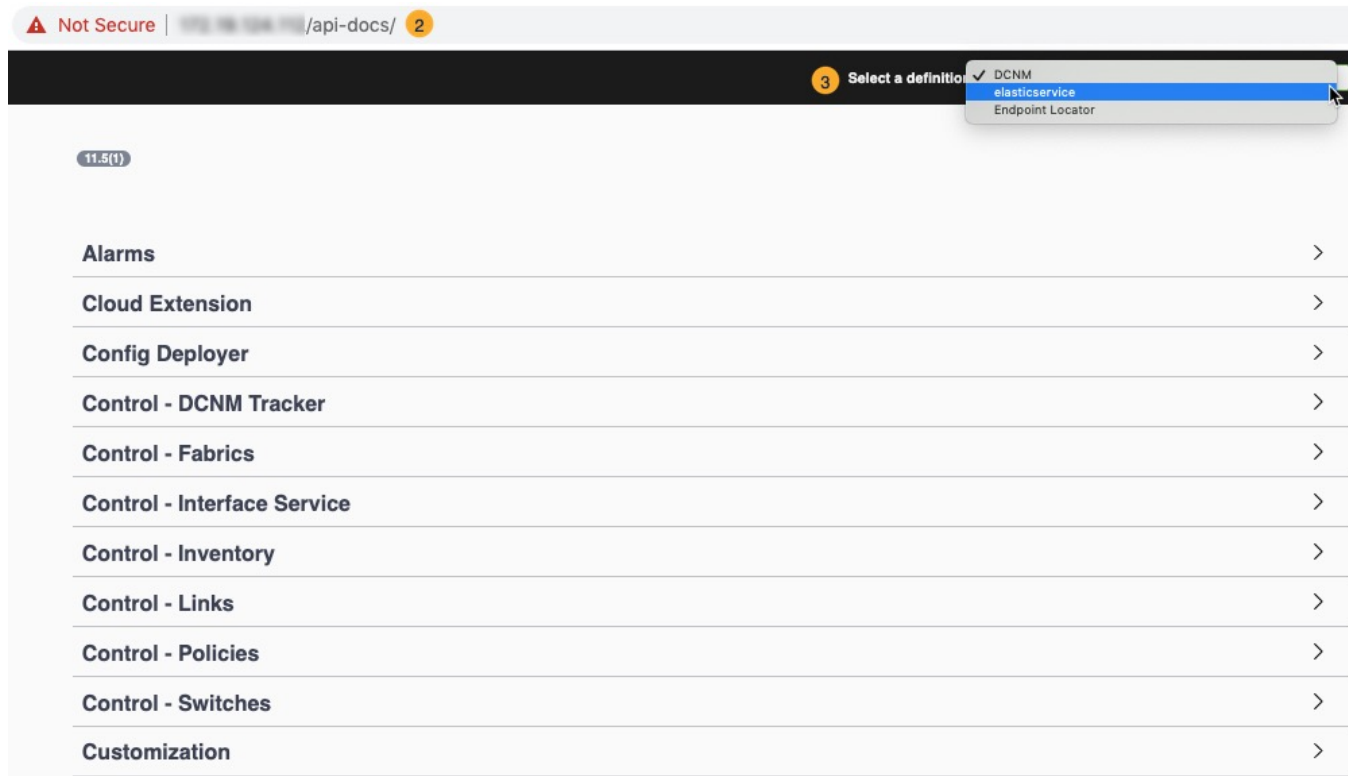 Not Secure | /api-docs/ 2
3 Select a definition ✓ DCNM
elasticservice
Endpoint Locator
11.5(1)
Alarms
Cloud Extension
Config Deployer
Control - DCNM Tracker
Control - Fabrics
Control - Interface Service
Control - Inventory
Control - Links
Control - Policies
Control - Switches
Customization